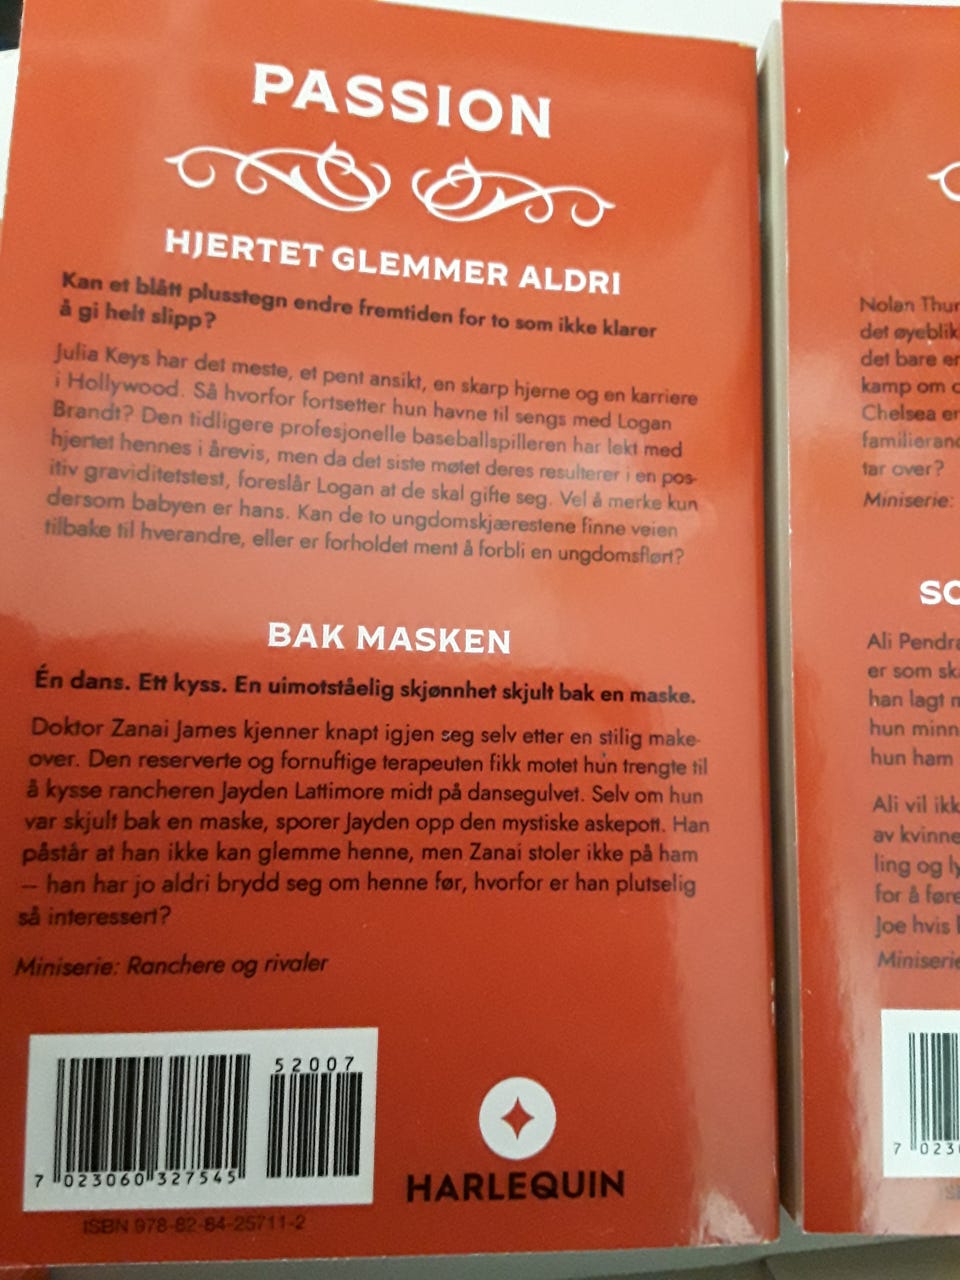 PASSION
HJERTET GLEMMER ALDRI
Kan et blått plusstegn endre fremtiden for to som ikke klarer
å gi helt slipp?
Julia Keys har det meste, et pent ansikt, en skarp hjerne og en karriere
i Hollywood. Så hvorfor fortsetter hun havne til sengs med Logan
Brandt? Den tidligere profesjonelle baseballspilleren har lekt med
hjertet hennes i årevis, men da det siste møtet deres resulterer i en pos-
itiv graviditetstest, foreslår Logan at de skal gifte seg. Vel å merke kun
dersom babyen er hans. Kan de to ungdomskjærestene finne veien
tilbake til hverandre, eller er forholdet ment å forbli en ungdomsflørt?
BAK MASKEN
Én dans. Ett kyss. En uimotståelig skjønnhet skjult bak en maske.
Doktor Zanai James kjenner knapt igjen seg selv etter en stilig make-
over. Den reserverte og fornuftige terapeuten fikk motet hun trengte til
å kysse rancheren Jayden Lattimore midt på dansegulvet. Selv om hun
var skjult bak en maske, sporer Jayden opp den mystiske askepott. Han
påstår at han ikke kan glemme henne, men Zanai stoler ikke på ham
– han har jo aldri brydd seg om henne før, hvorfor er han plutselig
så interessert?
Miniserie: Ranchere og rivaler
52007
7 023060 327545
HARLEQUIN
ISBN 978-82-84-25711-2
Nolan Thur
det øyeblik
det bare er
kamp om
Chelsea er
familieran
tar over?
Miniserie:
SO
Ali Pendra
er som ska
han lagt m
hun minn
hun ham
Ali vil ikk
av kvinne
ling og ly
for å føre
Joe hvis
Miniserie
7 023